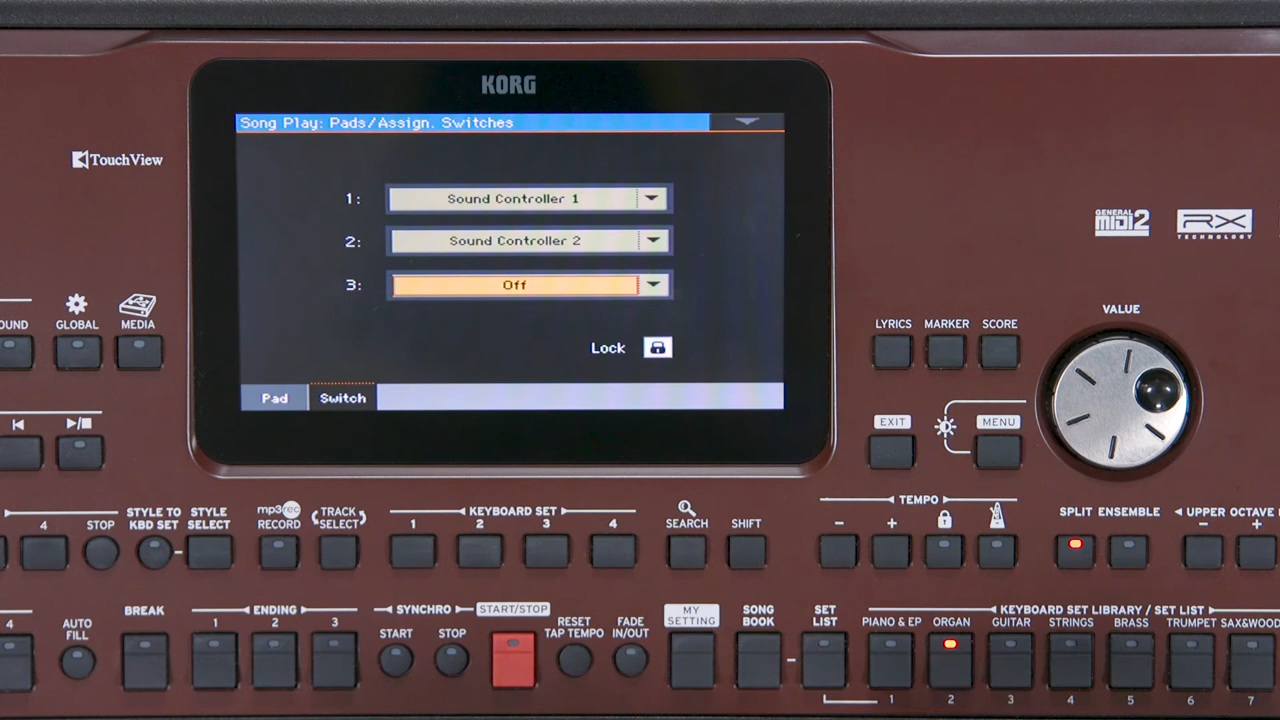 KORG
Song Play: Pads/Assign. Switches
TouchView
1: Sound Controller 1
2: Sound Controller 2
3: Off
Lock
Pad Switch
GENERAL MIDI2
RX TECHNOLOGY
OUND GLOBAL MEDIA
LYRICS MARKER SCORE
VALUE
EXIT MENU
4 STOP STYLE TO KBD SET STYLE SELECT
mp3rec RECORD
TRACK SELECT
KEYBOARD SET
1 2 3 4
SEARCH SHIFT
TEMPO
- +
SPLIT ENSEMBLE
UPPER OCTAVE
- +
4 AUTO FILL
BREAK
ENDING
1 2 3
SYNCHRO
START STOP
START/STOP
RESET TAP TEMPO
FADE IN/OUT
MY SETTING
SONG BOOK
SET LIST
KEYBOARD SET LIBRARY / SET LIST
PIANO & EP ORGAN GUITAR STRINGS BRASS TRUMPET SAX&WOOD
1 2 3 4 5 6 7